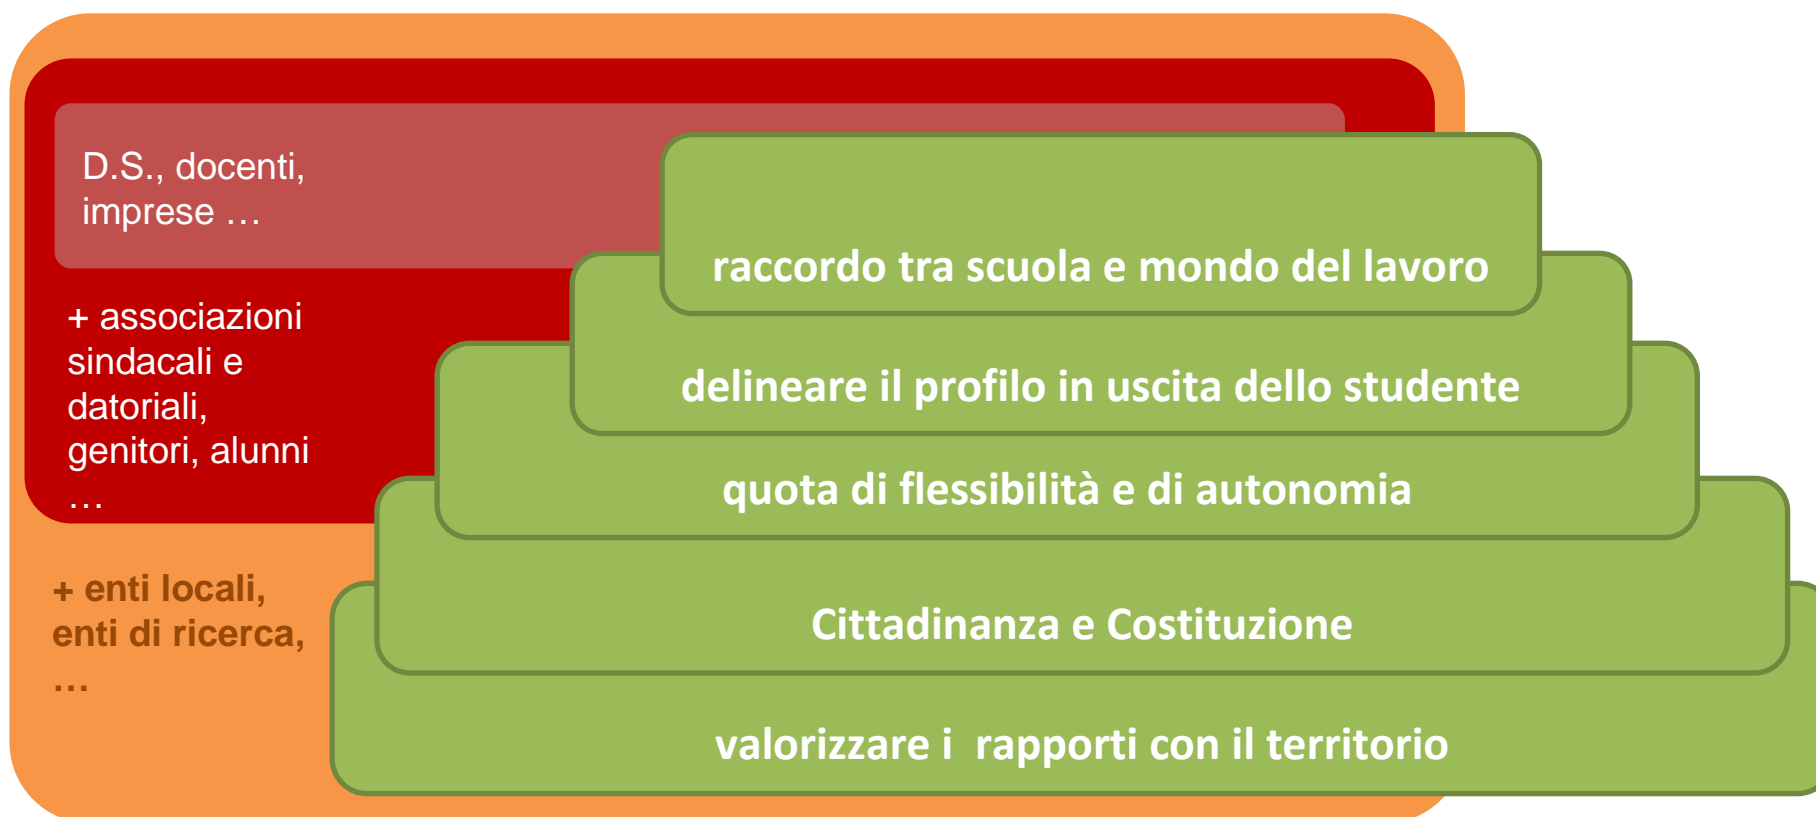 D.S., docenti,
imprese …
+ associazioni
sindacali e
datoriali,
genitori, alunni
…
+ enti locali,
enti di ricerca,
…
raccordo tra scuola e mondo del lavoro
delineare il profilo in uscita dello studente
quota di flessibilità e di autonomia
Cittadinanza e Costituzione
valorizzare i  rapporti con il territorio